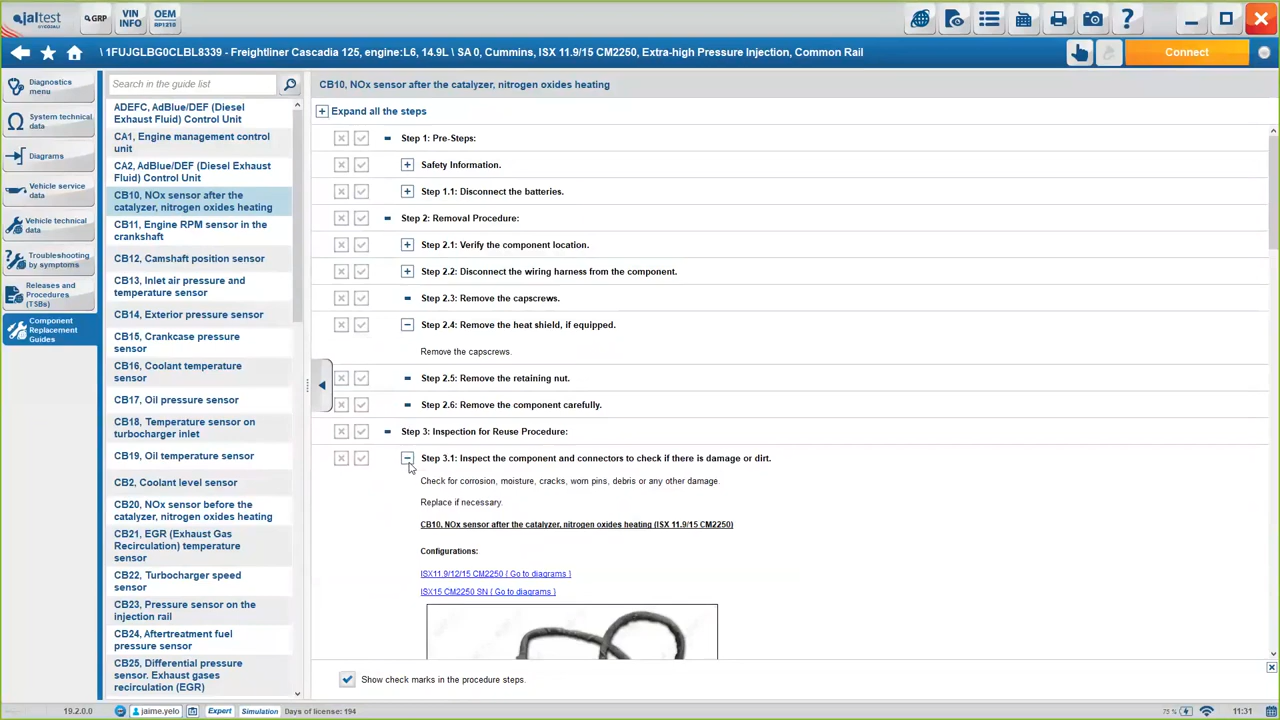 jaltest
BY COJALI
GRP
VIN
INFO
OEM
RP1210
\ 1FUJGLBG0CLBL8339 - Freightliner Cascadia 125, engine:L6, 14.9L \ SA 0, Cummins, ISX 11.9/15 CM2250, Extra-high Pressure Injection, Common Rail
Connect
Diagnostics
menu
System technical
data
Diagrams
Vehicle service
data
Vehicle technical
data
Troubleshooting
by symptoms
Releases and
Procedures
(TSBs)
Component
Replacement
Guides
Search in the guide list
ADEFC, AdBlue/DEF (Diesel
Exhaust Fluid) Control Unit
CA1, Engine management control
unit
CA2, AdBlue/DEF (Diesel Exhaust
Fluid) Control Unit
CB10, NOx sensor after the
catalyzer, nitrogen oxides heating
CB11, Engine RPM sensor in the
crankshaft
CB12, Camshaft position sensor
CB13, Inlet air pressure and
temperature sensor
CB14, Exterior pressure sensor
CB15, Crankcase pressure
sensor
CB16, Coolant temperature
sensor
CB17, Oil pressure sensor
CB18, Temperature sensor on
turbocharger inlet
CB19, Oil temperature sensor
CB2, Coolant level sensor
CB20, NOx sensor before the
catalyzer, nitrogen oxides heating
CB21, EGR (Exhaust Gas
Recirculation) temperature
sensor
CB22, Turbocharger speed
sensor
CB23, Pressure sensor on the
injection rail
CB24, Aftertreatment fuel
pressure sensor
CB25, Differential pressure
sensor. Exhaust gases
recirculation (EGR)
CB10, NOx sensor after the catalyzer, nitrogen oxides heating
Expand all the steps
Step 1: Pre-Steps:
Safety Information.
Step 1.1: Disconnect the batteries.
Step 2: Removal Procedure:
Step 2.1: Verify the component location.
Step 2.2: Disconnect the wiring harness from the component.
Step 2.3: Remove the capscrews.
Step 2.4: Remove the heat shield, if equipped.
Remove the capscrews.
Step 2.5: Remove the retaining nut.
Step 2.6: Remove the component carefully.
Step 3: Inspection for Reuse Procedure:
Step 3.1: Inspect the component and connectors to check if there is damage or dirt.
Check for corrosion, moisture, cracks, worn pins, debris or any other damage.
Replace if necessary.
CB10, NOx sensor after the catalyzer, nitrogen oxides heating (ISX 11.9/15 CM2250)
Configurations:
ISX11.9/12/15 CM2250 ( Go to diagrams )
ISX15 CM2250 SN ( Go to diagrams )
Show check marks in the procedure steps.
19.2.0.0
jaime.yelo
Expert
Simulation
Days of license: 194
75 %
11:31